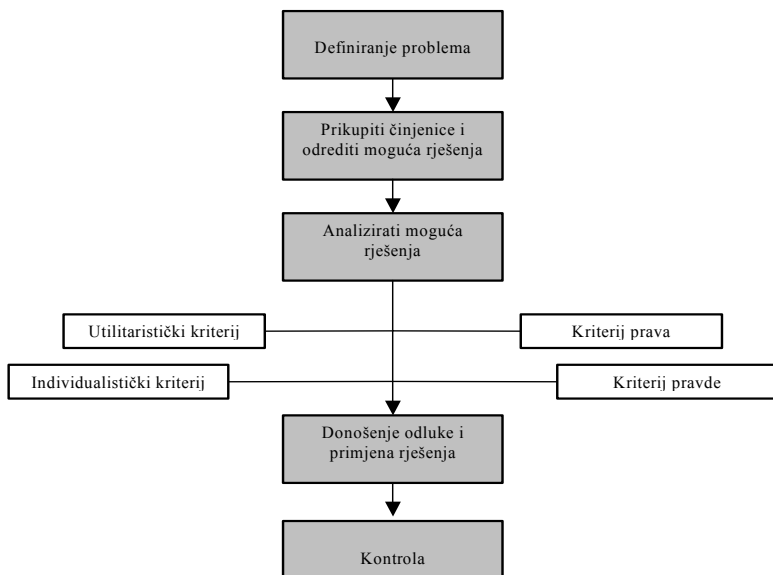 Definiranje problema
Prikupiti činjenice i
odrediti moguća rješenja
Analizirati moguća
rješenja
Utilitaristički kriterij
Kriterij prava
Individualistički kriterij
Kriterij pravde
Donošenje odluke i
primjena rješenja
Kontrola